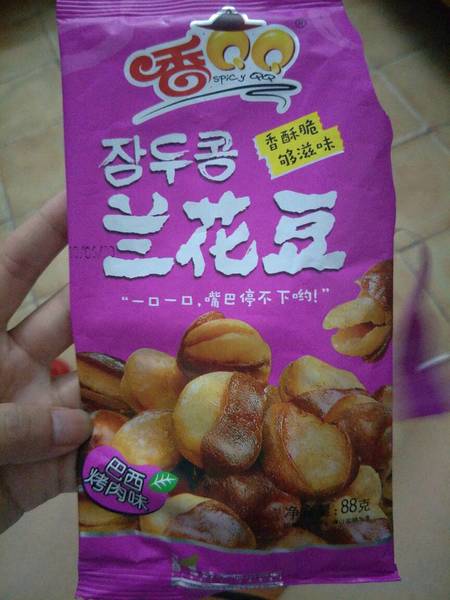 香QQ®
spicy QQ
잠두콩
香酥脆
够滋味
兰花豆
“一口一口，嘴巴停不下哟！”
巴西
烤肉味
净含量:88克